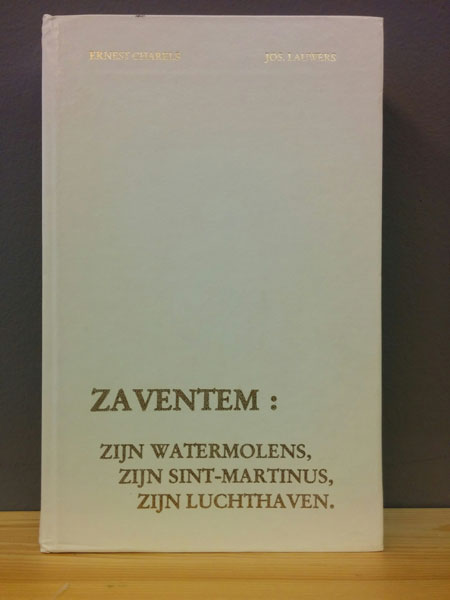 ERNEST CHARELS JOS. LAUWERS
ZAVENTEM :
ZIJN WATERMOLENS,
ZIJN SINT-MARTINUS,
ZIJN LUCHTHAVEN.